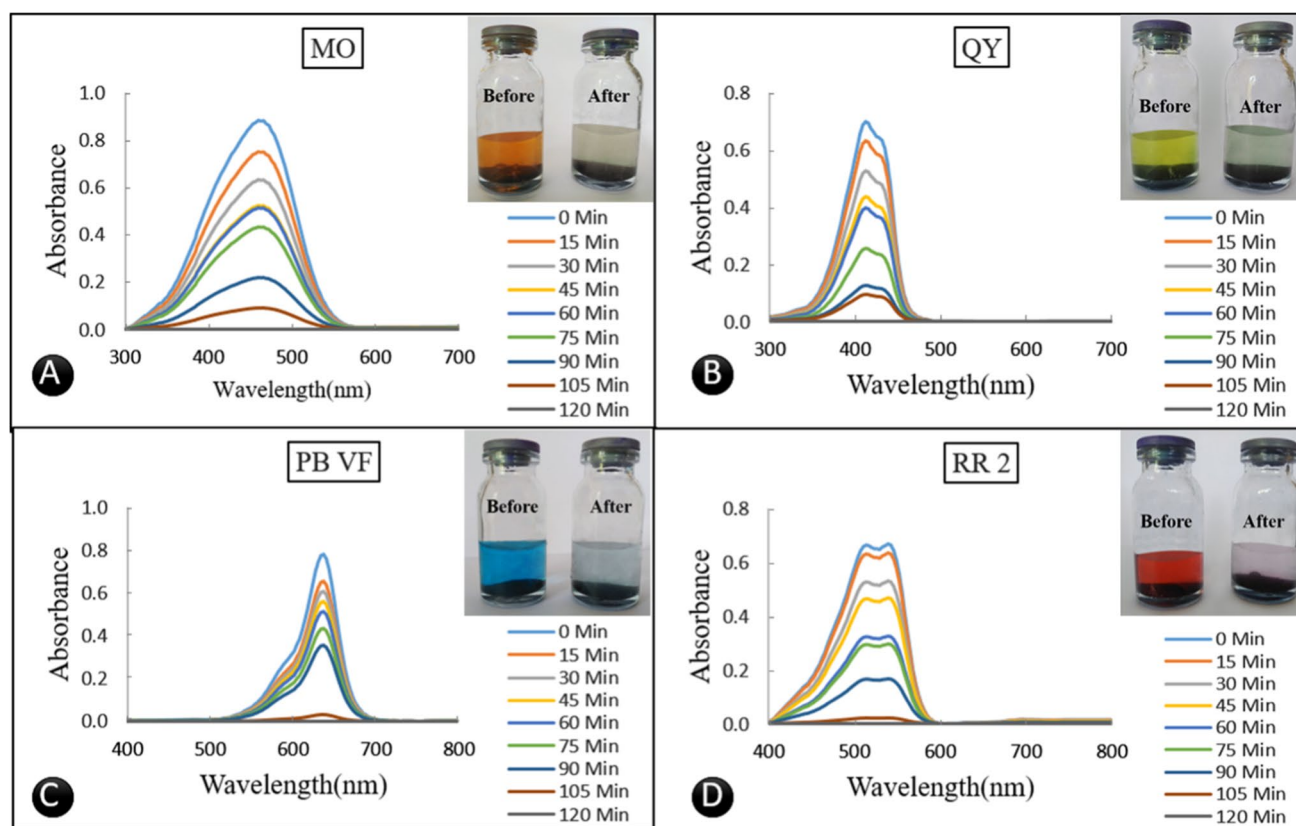 MO
Before After
Absorbance
1.0
0.8
0.6
0.4
0.2
0.0
300 400 500 600 700
Wavelength(nm)
0 Min
15 Min
30 Min
45 Min
60 Min
75 Min
90 Min
105 Min
120 Min
A
QY
Before After
Absorbance
0.8
0.6
0.4
0.2
0.0
300 400 500 600 700
Wavelength(nm)
0 Min
15 Min
30 Min
45 Min
60 Min
75 Min
90 Min
105 Min
120 Min
B
PB VF
Before After
Absorbance
1.0
0.8
0.6
0.4
0.2
0.0
400 500 600 700 800
Wavelength(nm)
0 Min
15 Min
30 Min
45 Min
60 Min
75 Min
90 Min
105 Min
120 Min
C
RR 2
Before After
Absorbance
0.8
0.6
0.4
0.2
0.0
400 500 600 700 800
Wavelength(nm)
0 Min
15 Min
30 Min
45 Min
60 Min
75 Min
90 Min
105 Min
120 Min
D